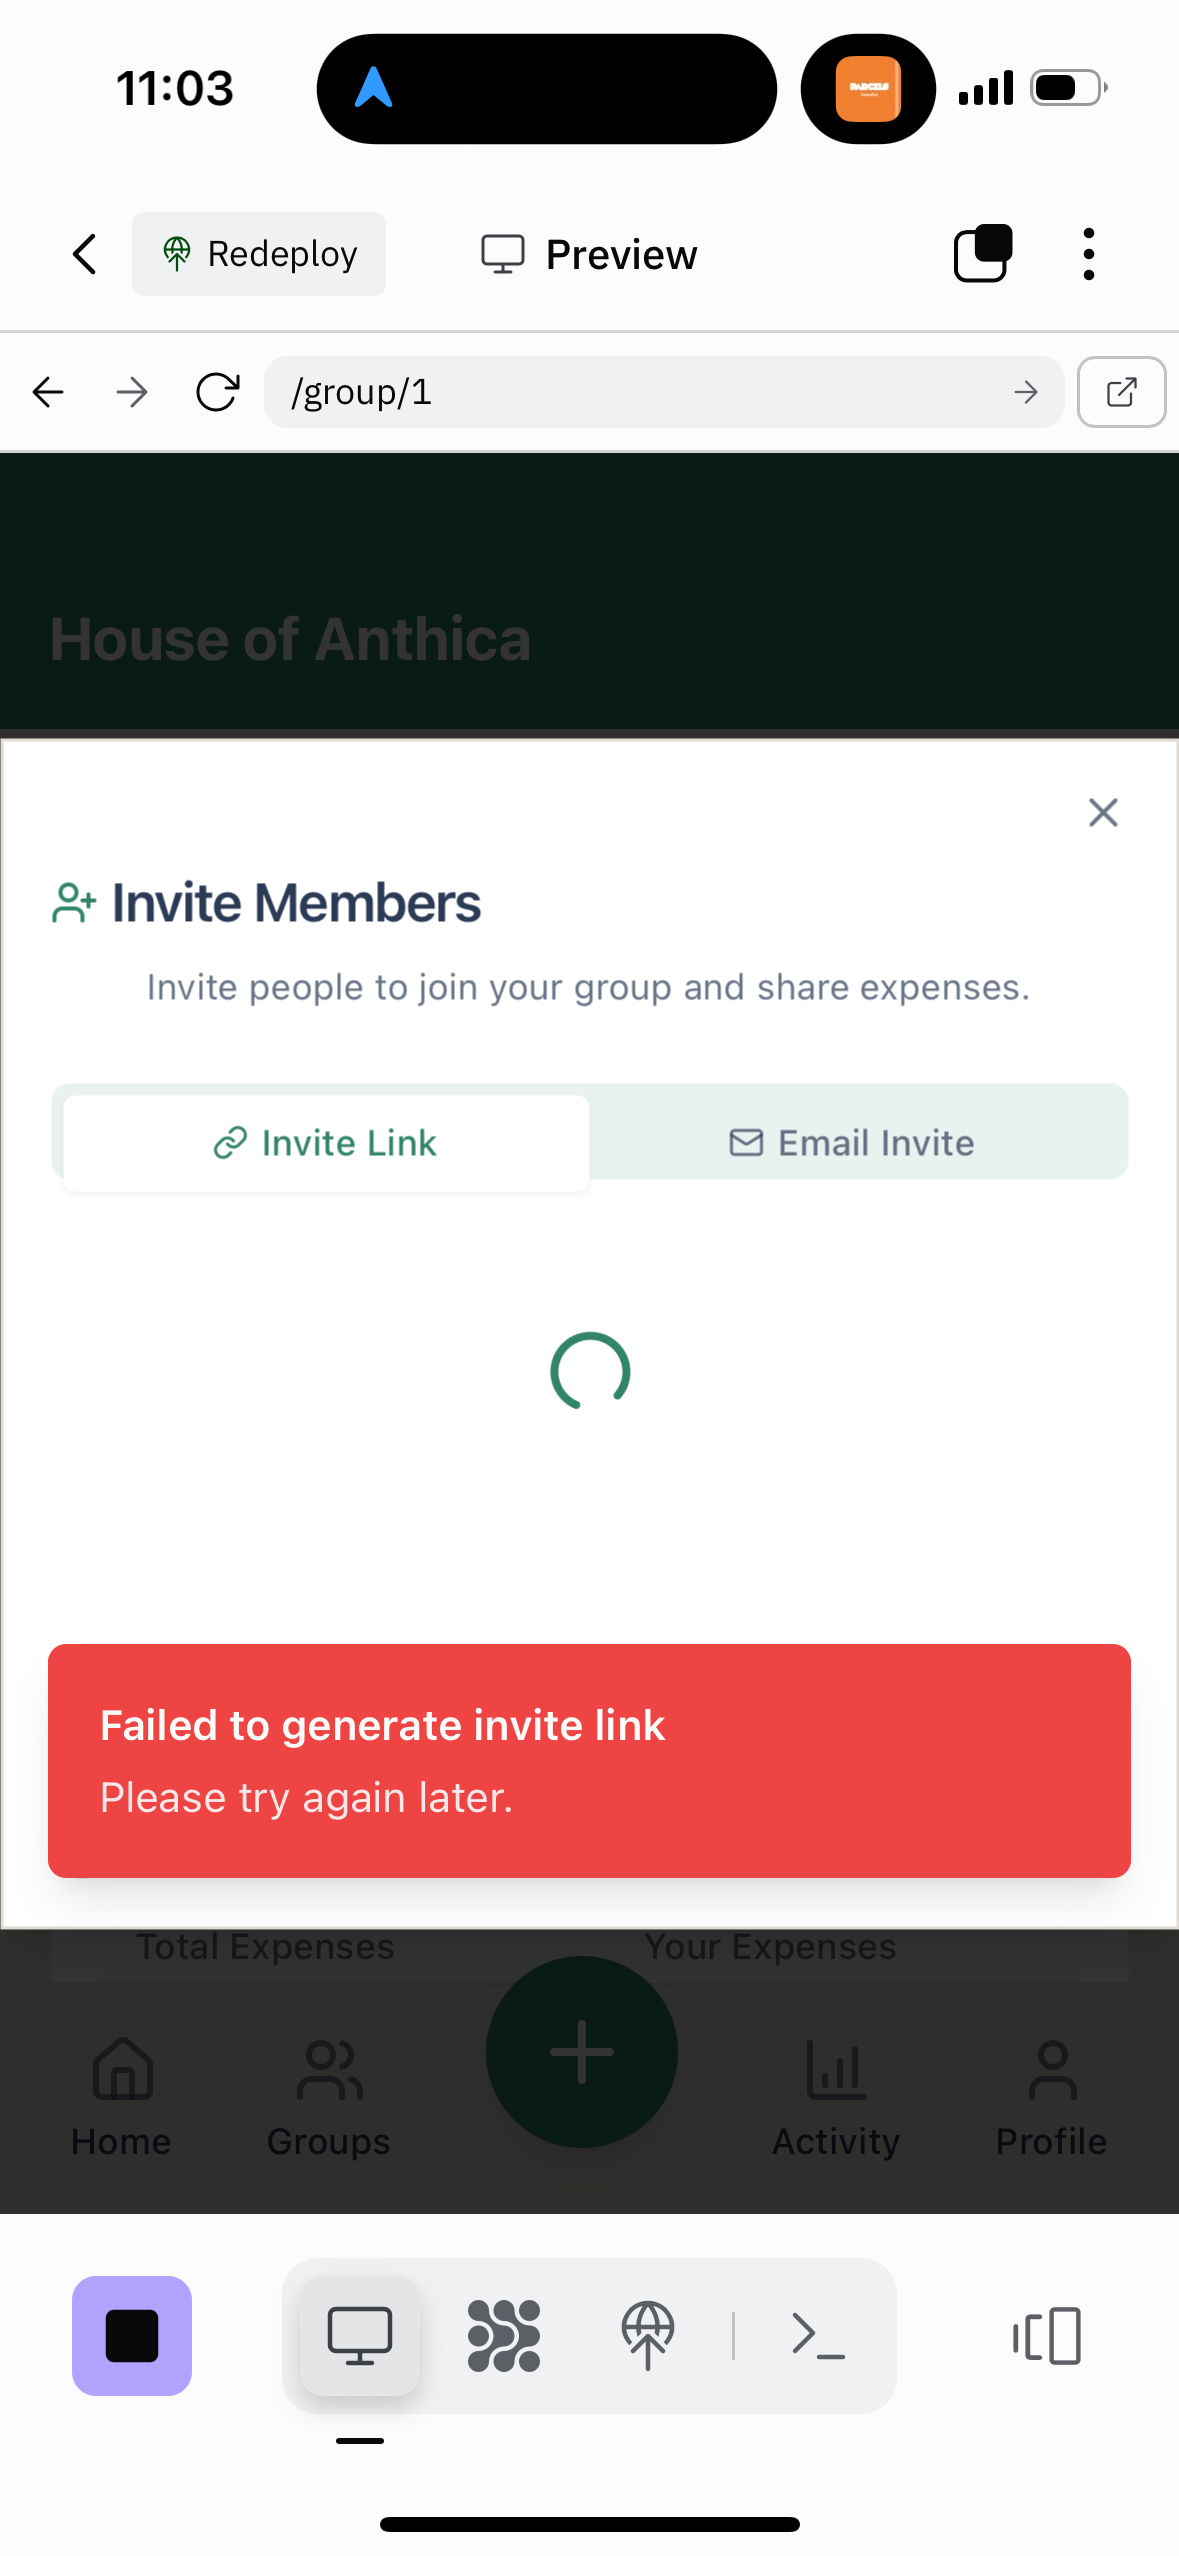 11:03
PARCELS
Redeploy
Preview
/group/1
House of Anthica
Invite Members
Invite people to join your group and share expenses.
Invite Link
Email Invite
Failed to generate invite link
Please try again later.
Total Expenses
Your Expenses
Home
Groups
Activity
Profile